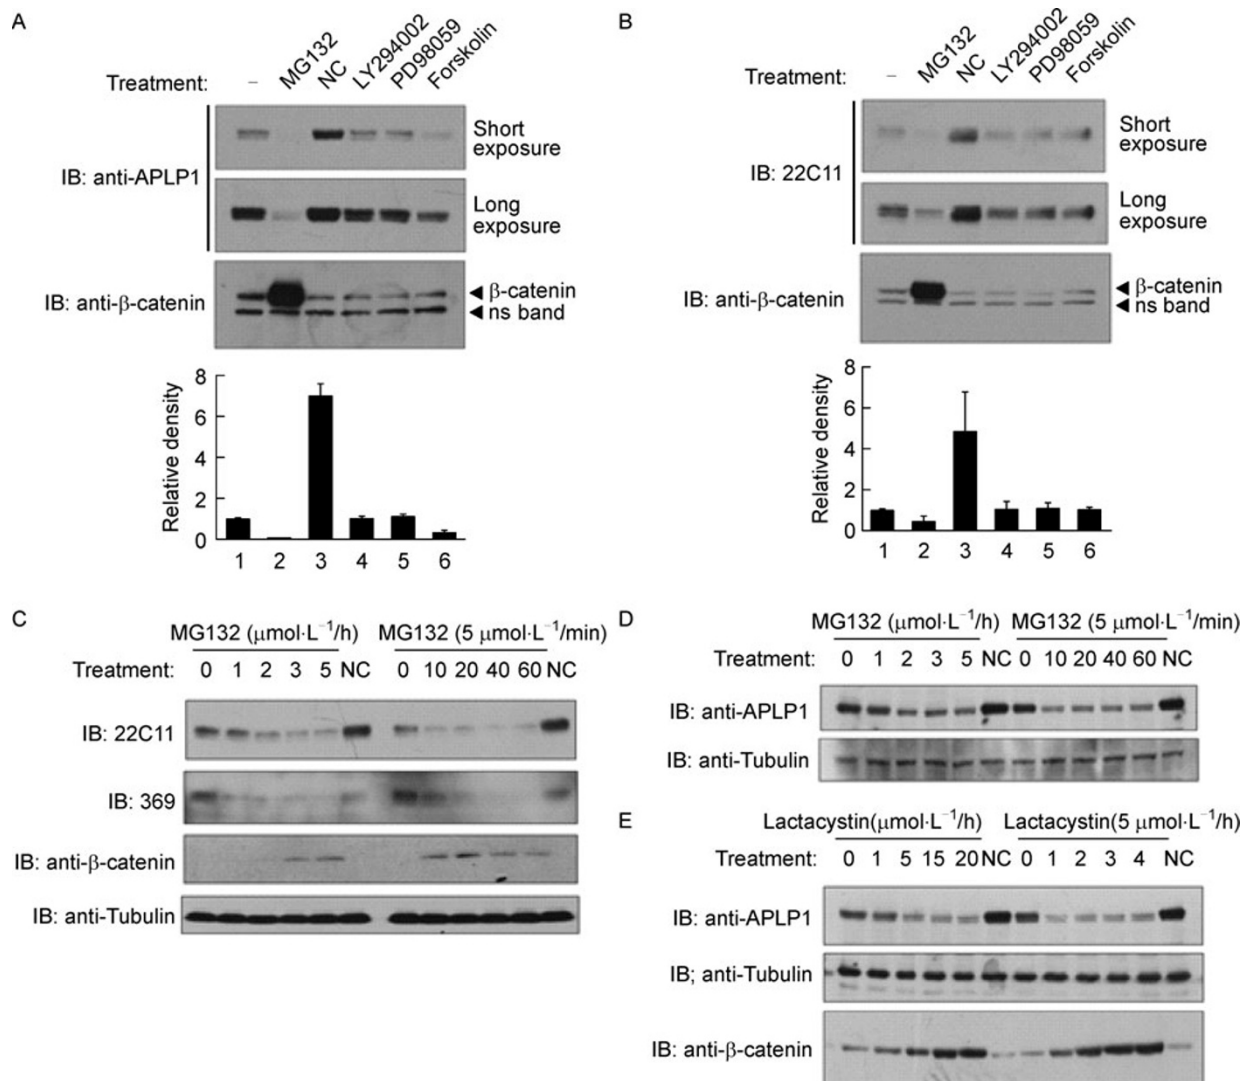 A
Treatment: – MG132 NC LY294002 PD98059 Forskolin
Short exposure
IB: anti-APLP1
Long exposure
IB: anti-β-catenin ◄ β-catenin
◄ ns band
Relative density
8
6
4
2
0
1 2 3 4 5 6
B
Treatment: – MG132 NC LY294002 PD98059 Forskolin
Short exposure
IB: 22C11
Long exposure
IB: anti-β-catenin ◄ β-catenin
◄ ns band
Relative density
8
6
4
2
0
1 2 3 4 5 6
C
MG132 (μmol·L⁻¹/h) MG132 (5 μmol·L⁻¹/min)
Treatment: 0 1 2 3 5 NC 0 10 20 40 60 NC
IB: 22C11
IB: 369
IB: anti-β-catenin
IB: anti-Tubulin
D
MG132 (μmol·L⁻¹/h) MG132 (5 μmol·L⁻¹/min)
Treatment: 0 1 2 3 5 NC 0 10 20 40 60 NC
IB: anti-APLP1
IB: anti-Tubulin
E
Lactacystin(μmol·L⁻¹/h) Lactacystin(5 μmol·L⁻¹/h)
Treatment: 0 1 5 15 20 NC 0 1 2 3 4 NC
IB: anti-APLP1
IB; anti-Tubulin
IB: anti-β-catenin